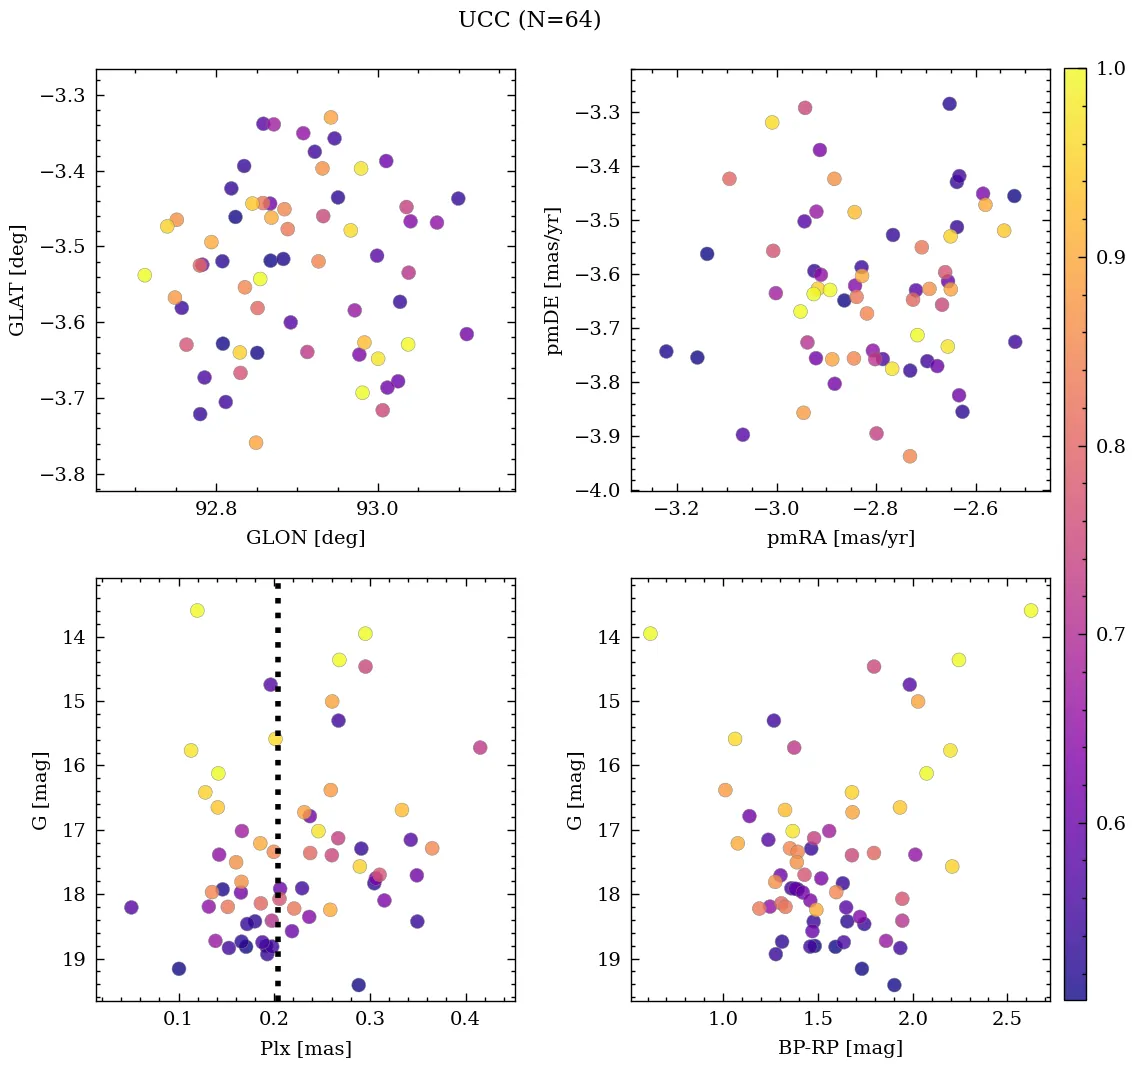 UCC (N=64)
−3.3
−3.4
−3.5
−3.6
−3.7
−3.8
GLAT [deg]
92.8 93.0
GLON [deg]
−3.3
−3.4
−3.5
−3.6
−3.7
−3.8
−3.9
−4.0
pmDE [mas/yr]
−3.2 −3.0 −2.8 −2.6
pmRA [mas/yr]
1.0
0.9
0.8
0.7
0.6
14
15
16
17
18
19
G [mag]
0.1 0.2 0.3 0.4
Plx [mas]
14
15
16
17
18
19
G [mag]
1.0 1.5 2.0 2.5
BP-RP [mag]